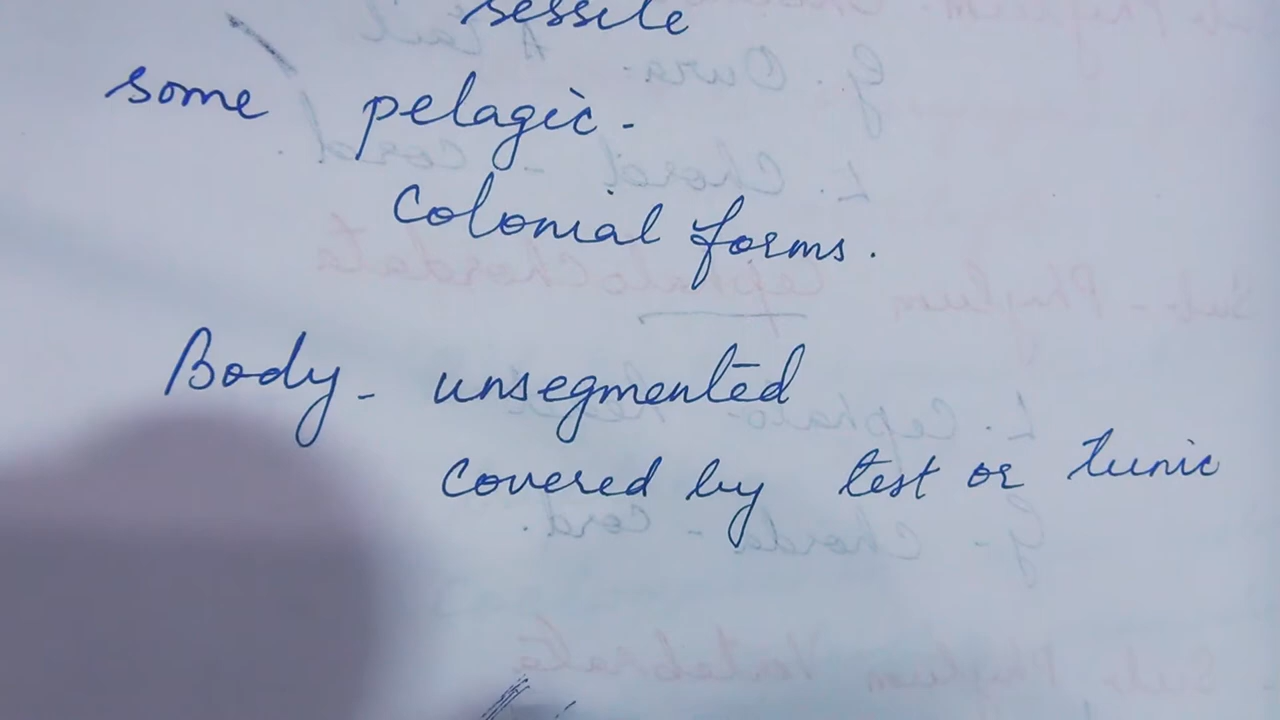 sessile
some pelagic.
Colonial forms.
Body - unsegmented
covered by test or tunic